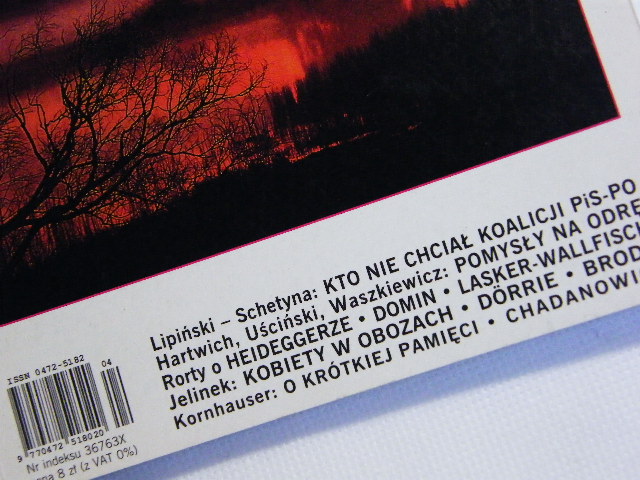 Lipiński – Schetyna: KTO NIE CHCIAŁ KOALICJI PiS-PO
Hartwich, Uściński, Waszkiewicz: POMYSŁY NA ODRE
Rorty o HEIDEGGERZE • DOMIN • LASKER-WALLFISCH
Jelinek: KOBIETY W OBOZACH • DÖRRIE • BROD
Kornhauser: O KRÓTKIEJ PAMIĘCI • CHADANOWI
ISSN 0472-5182
04
9 770472 518020
Nr indeksu 36763X
ena 8 zł (z VAT 0%)